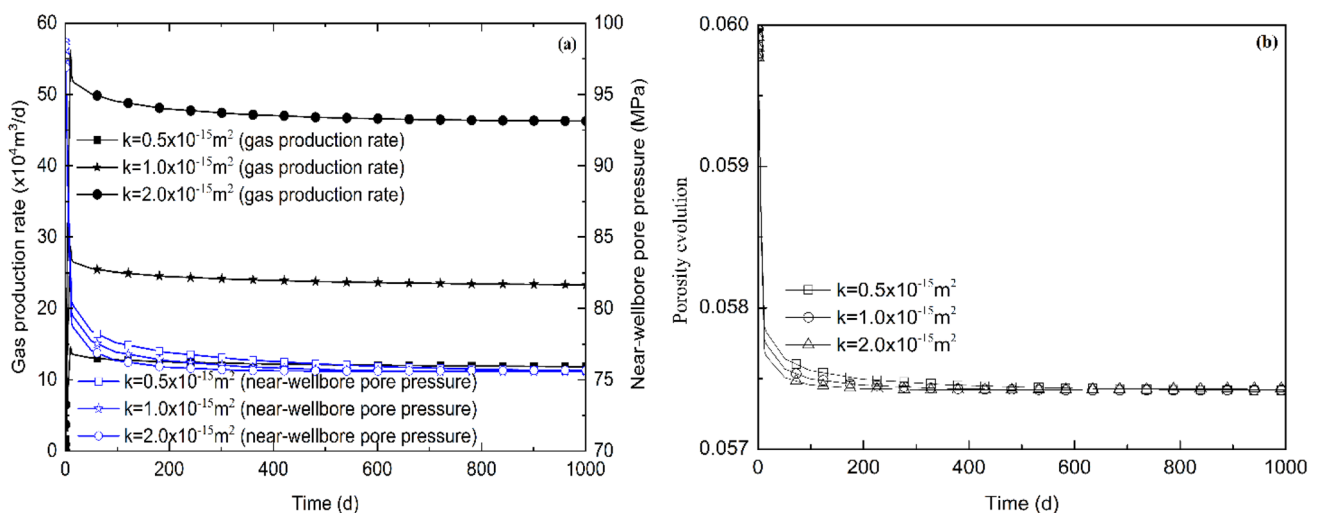 (a)
60
50
40
30
20
10
0
Gas production rate (x10⁴m³/d)
k=0.5x10⁻¹⁵m² (gas production rate)
k=1.0x10⁻¹⁵m² (gas production rate)
k=2.0x10⁻¹⁵m² (gas production rate)
k=0.5x10⁻¹⁵m² (near-wellbore pore pressure)
k=1.0x10⁻¹⁵m² (near-wellbore pore pressure)
k=2.0x10⁻¹⁵m² (near-wellbore pore pressure)
100
95
90
85
80
75
70
Near-wellbore pore pressure (MPa)
0 200 400 600 800 1000
Time (d)
(b)
0.060
0.059
0.058
0.057
Porosity evolution
k=0.5x10⁻¹⁵m²
k=1.0x10⁻¹⁵m²
k=2.0x10⁻¹⁵m²
0 200 400 600 800 1000
Time (d)